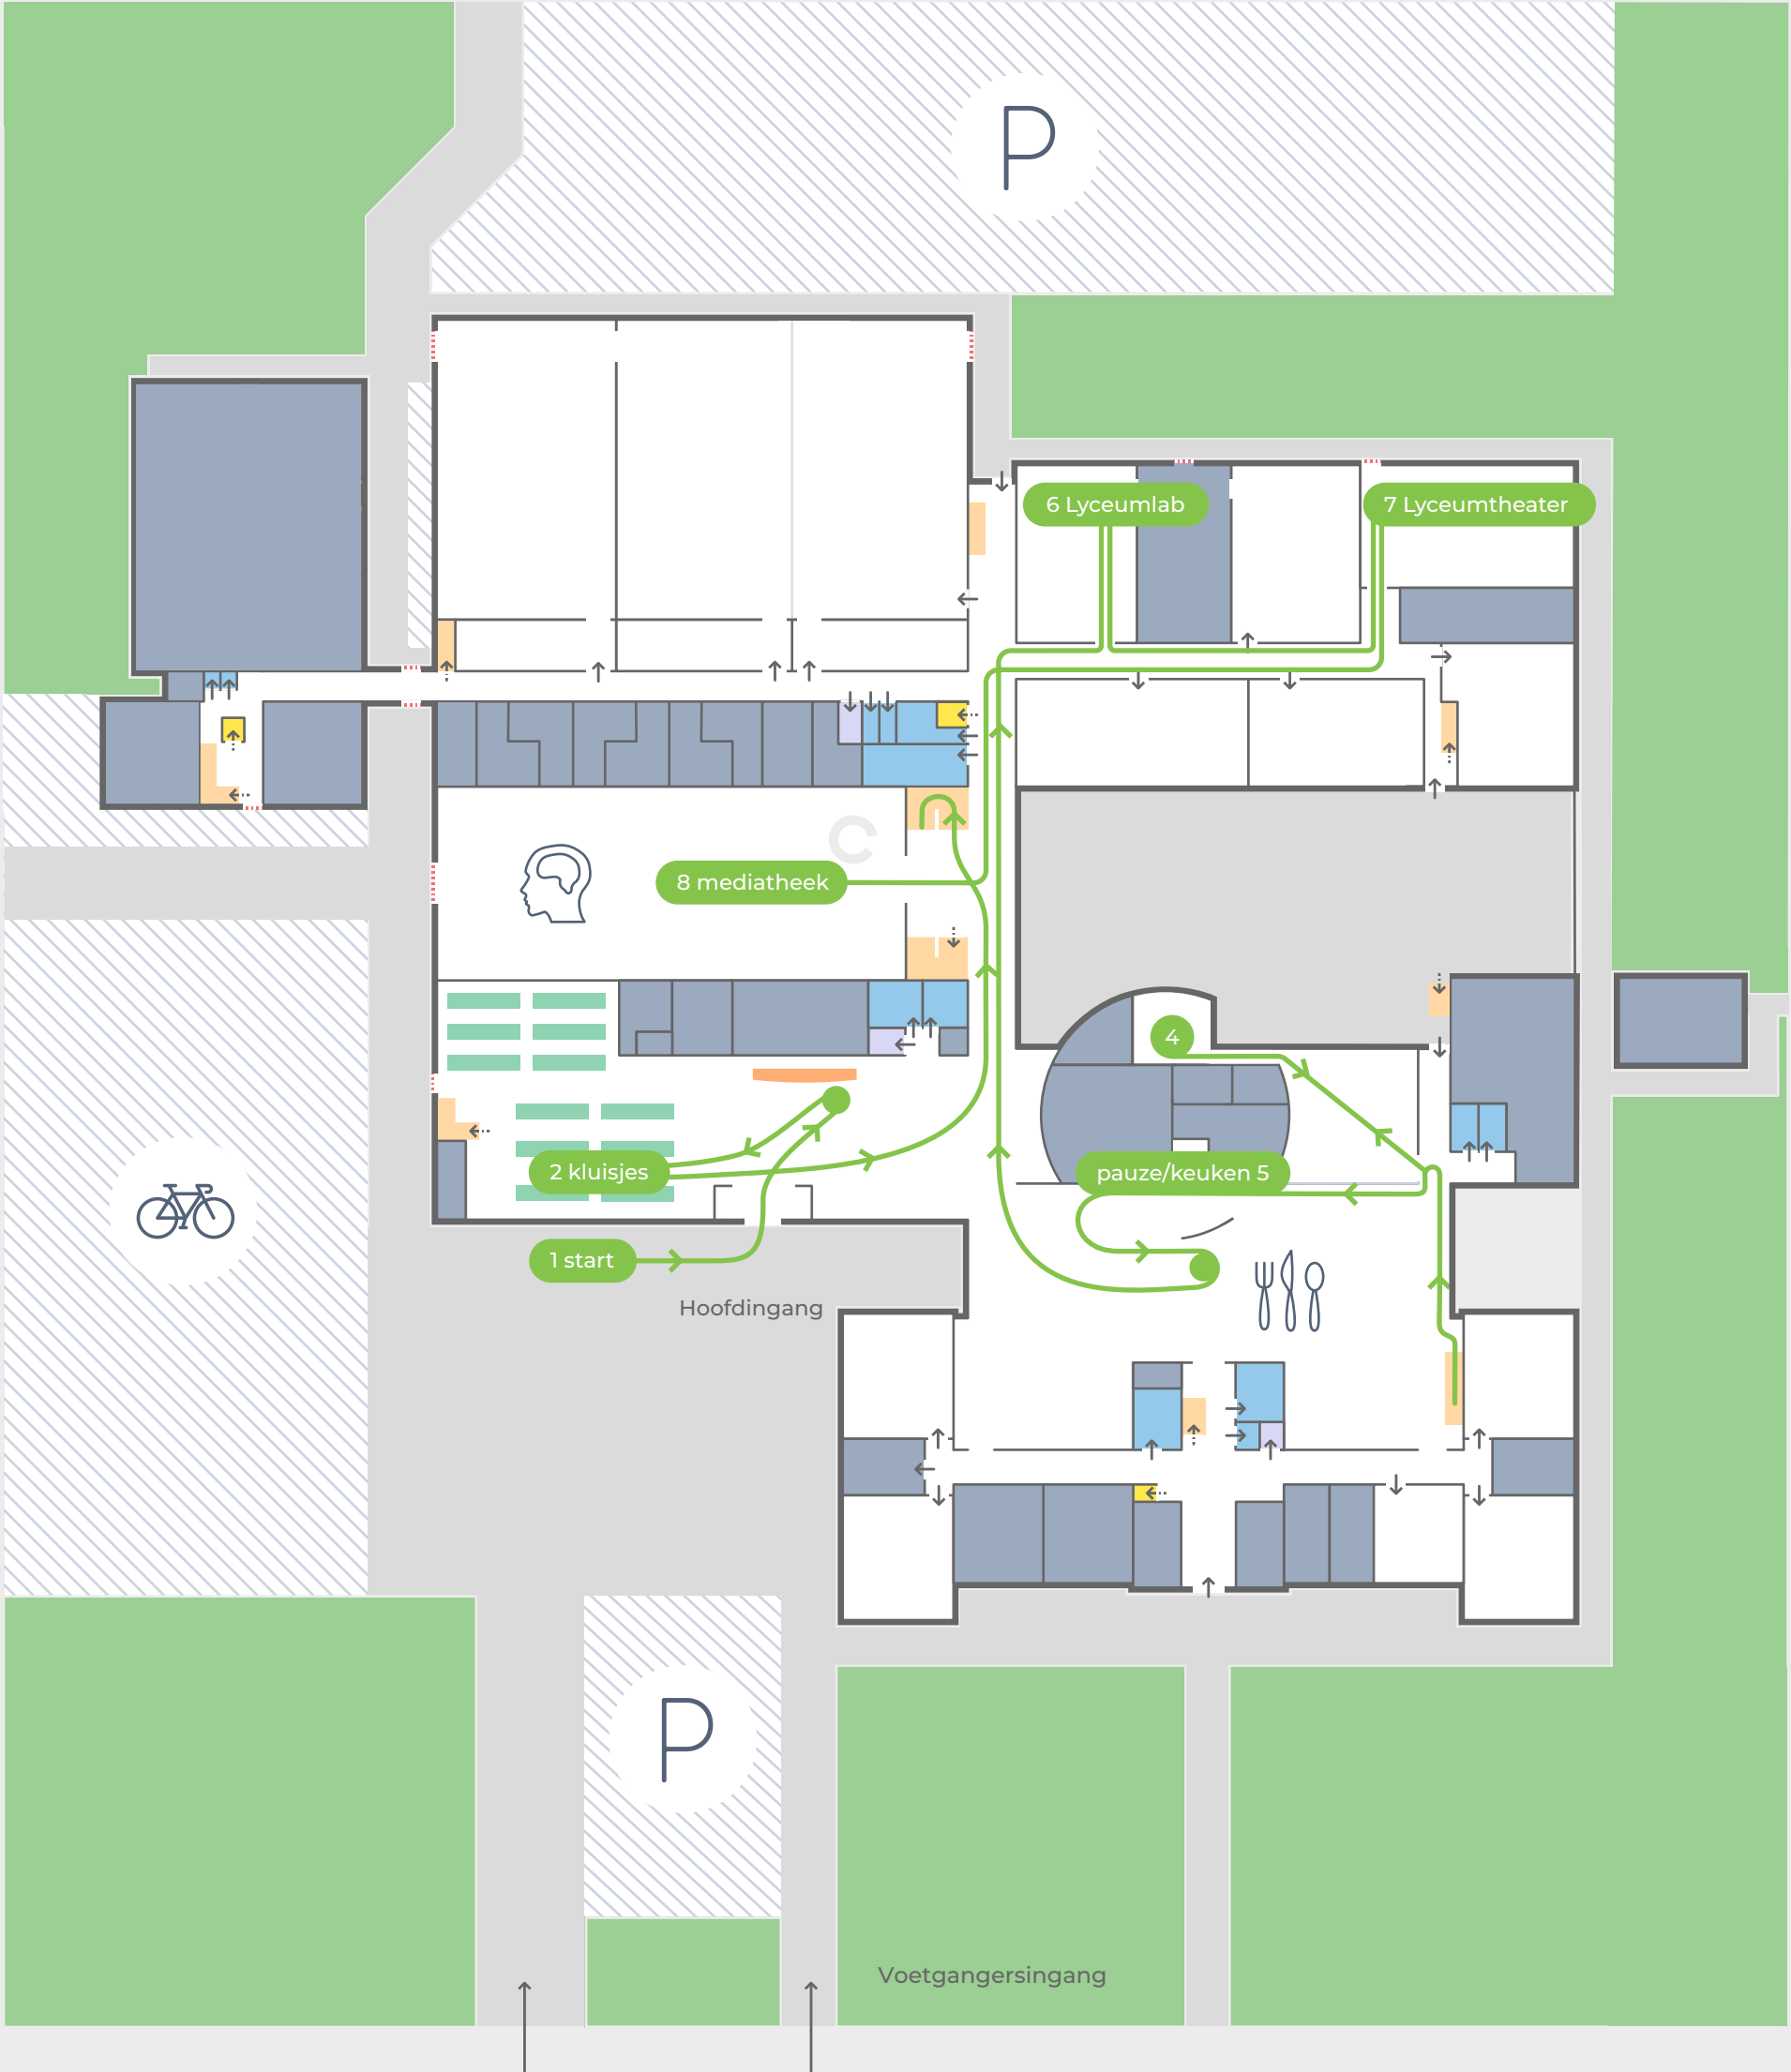 P
6 Lyceumlab
7 Lyceumtheater
8 mediatheek
4
2 kluisjes
pauze/keuken 5
1 start
Hoofdingang
P
Voetgangersingang